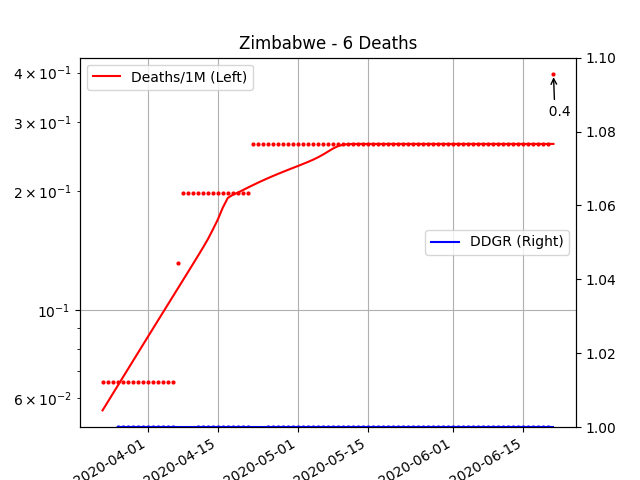 Zimbabwe - 6 Deaths
Deaths/1M (Left)
4 × 10⁻¹
3 × 10⁻¹
2 × 10⁻¹
10⁻¹
6 × 10⁻²
0.4
DDGR (Right)
1.10
1.08
1.06
1.04
1.02
1.00
2020-04-01
2020-04-15
2020-05-01
2020-05-15
2020-06-01
2020-06-15